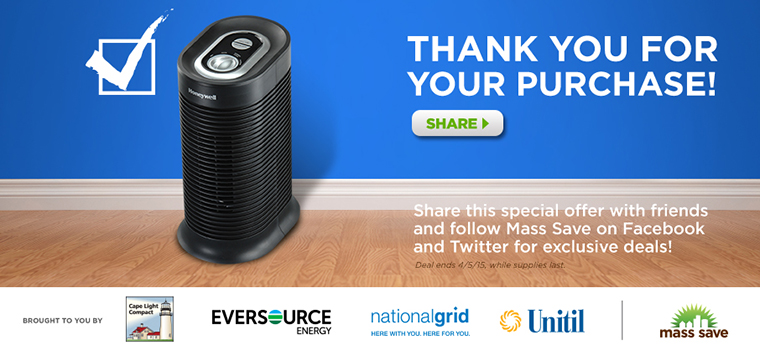 THANK YOU FOR
YOUR PURCHASE!
SHARE
Honeywell
Share this special offer with friends
and follow Mass Save on Facebook
and Twitter for exclusive deals!
Deal ends 4/5/15, while supplies last.
BROUGHT TO YOU BY
Cape Light
Compact
EVERSOURCE
ENERGY
nationalgrid
HERE WITH YOU. HERE FOR YOU.
Unitil
mass save